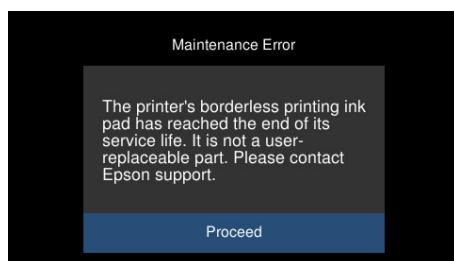 Maintenance Error
The printer's borderless printing ink
pad has reached the end of its
service life. It is not a user-
replaceable part. Please contact
Epson support.
Proceed